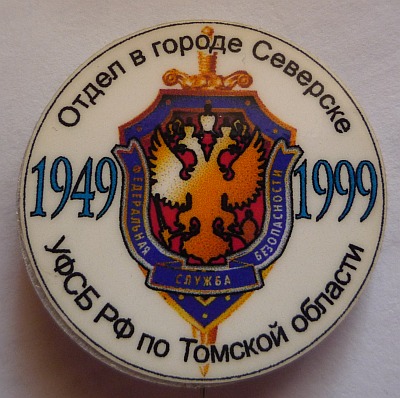 Отдел в городе Северске
1949 1999
ФЕДЕРАЛЬНАЯ СЛУЖБА БЕЗОПАСНОСТИ
УФСБ РФ по Томской области